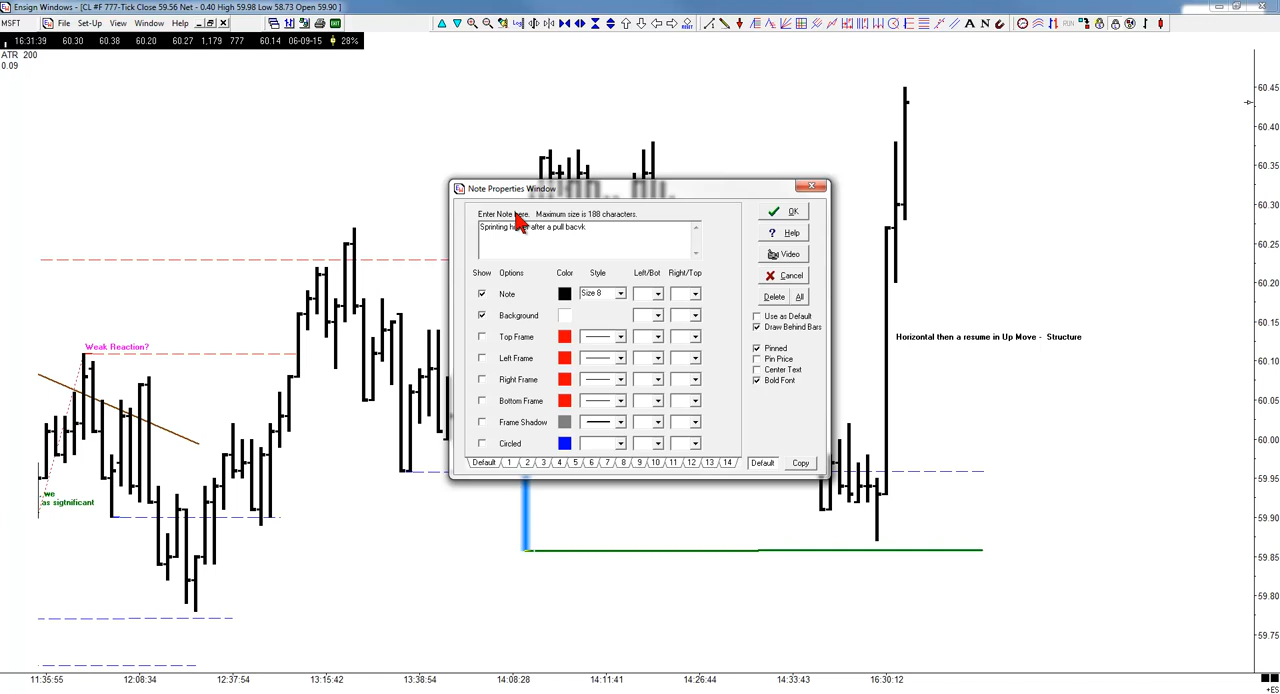 Ensign Windows - [CL #F 777-Tick Close 59.56 Net - 0.40 High 59.98 Low 58.73 Open 59.90 ]
MSFT File Set-Up View Window Help
16:31:39 60.30 60.38 60.20 60.27 1,179 777 60.14 06-09-15 28%
ATR 200
0.09
Note Properties Window
Enter Note here. Maximum size is 188 characters.
Sprinting higher after a pull bacvk
Show Options Color Style Left/Bot Right/Top
Note Size 8
Background
Top Frame
Left Frame
Right Frame
Bottom Frame
Frame Shadow
Circled
Default 1 2 3 4 5 6 7 8 9 10 11 12 13 14
OK
Help
Video
Cancel
Delete All
Use as Default
Draw Behind Bars
Pinned
Pin Price
Center Text
Bold Font
Default Copy
Weak Reaction?
we
as sigtnificant
Horizontal then a resume in Up Move - Structure
60.45
60.40
60.35
60.30
60.25
60.20
60.15
60.10
60.05
60.00
59.95
59.90
59.85
59.80
59.75
11:35:55 12:08:34 12:37:54 13:15:42 13:38:54 14:08:28 14:11:41 14:26:44 14:33:43 16:30:12